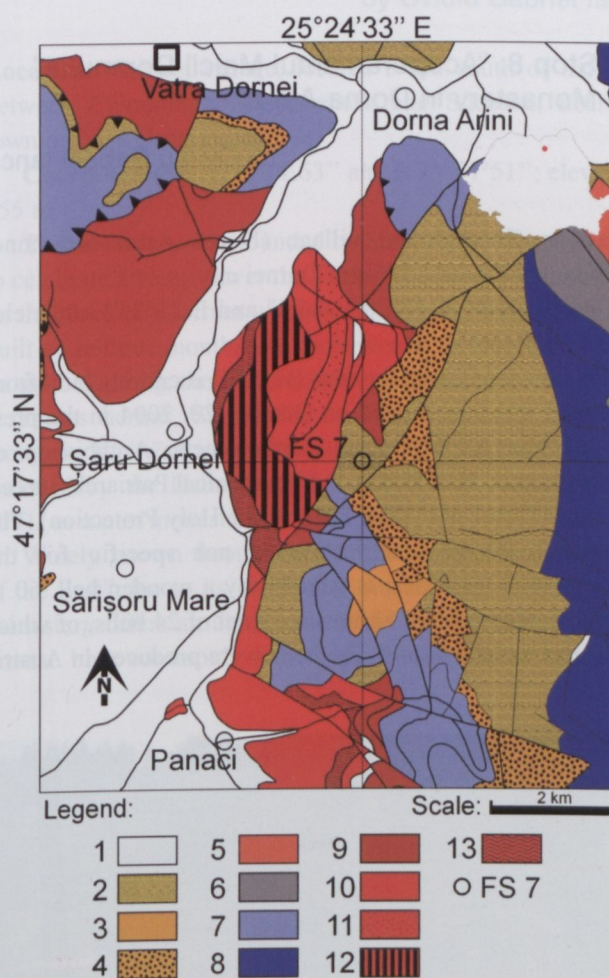 25°24'33" E
Vatra Dornei
Dorna Arini
47°17'33" N
FS 7
Șaru Dornei
Sărișoru Mare
N
Panaci
Legend:
Scale:
2 km
1
2
3
4
5
6
7
8
9
10
11
12
13
FS 7